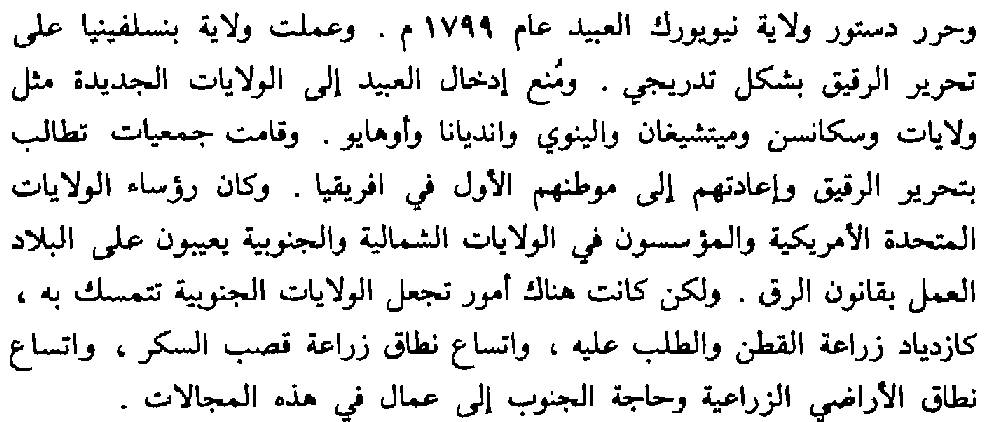 وحرر دستور ولاية نيويورك العبيد عام ١٧٩٩ م . وعملت ولاية بنسلفينيا على
تحرير الرقيق بشكل تدريجي . ومُنع إدخال العبيد إلى الولايات الجديدة مثل
ولايات وسكانسن وميتشيغان والينوي وانديانا وأوهايو . وقامت جمعيات تطالب
بتحرير الرقيق وإعادتهم إلى موطنهم الأول في افريقيا . وكان رؤساء الولايات
المتحدة الأمريكية والمؤسسون في الولايات الشمالية والجنوبية يعيبون على البلاد
العمل بقانون الرق . ولكن كانت هناك أمور تجعل الولايات الجنوبية تتمسك به ،
كازدياد زراعة القطن والطلب عليه ، واتساع نطاق زراعة قصب السكر ، واتساع
نطاق الأراضي الزراعية وحاجة الجنوب إلى عمال في هذه المجالات .